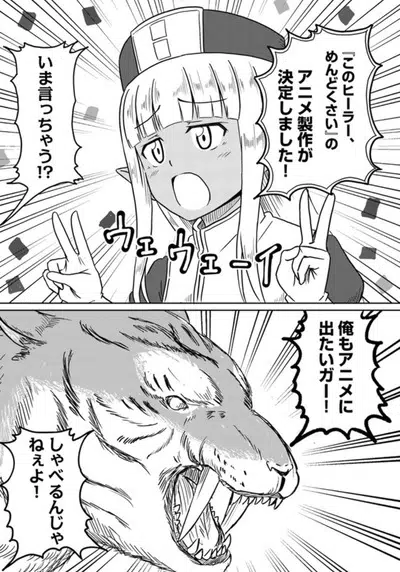 『このヒーラー、
めんどくさい』の
アニメ製作が
決定しました!
いま言っちゃう!?
ウェウェーイ
俺もアニメに
出たいガー!
しゃべるんじゃ
ねぇよ!